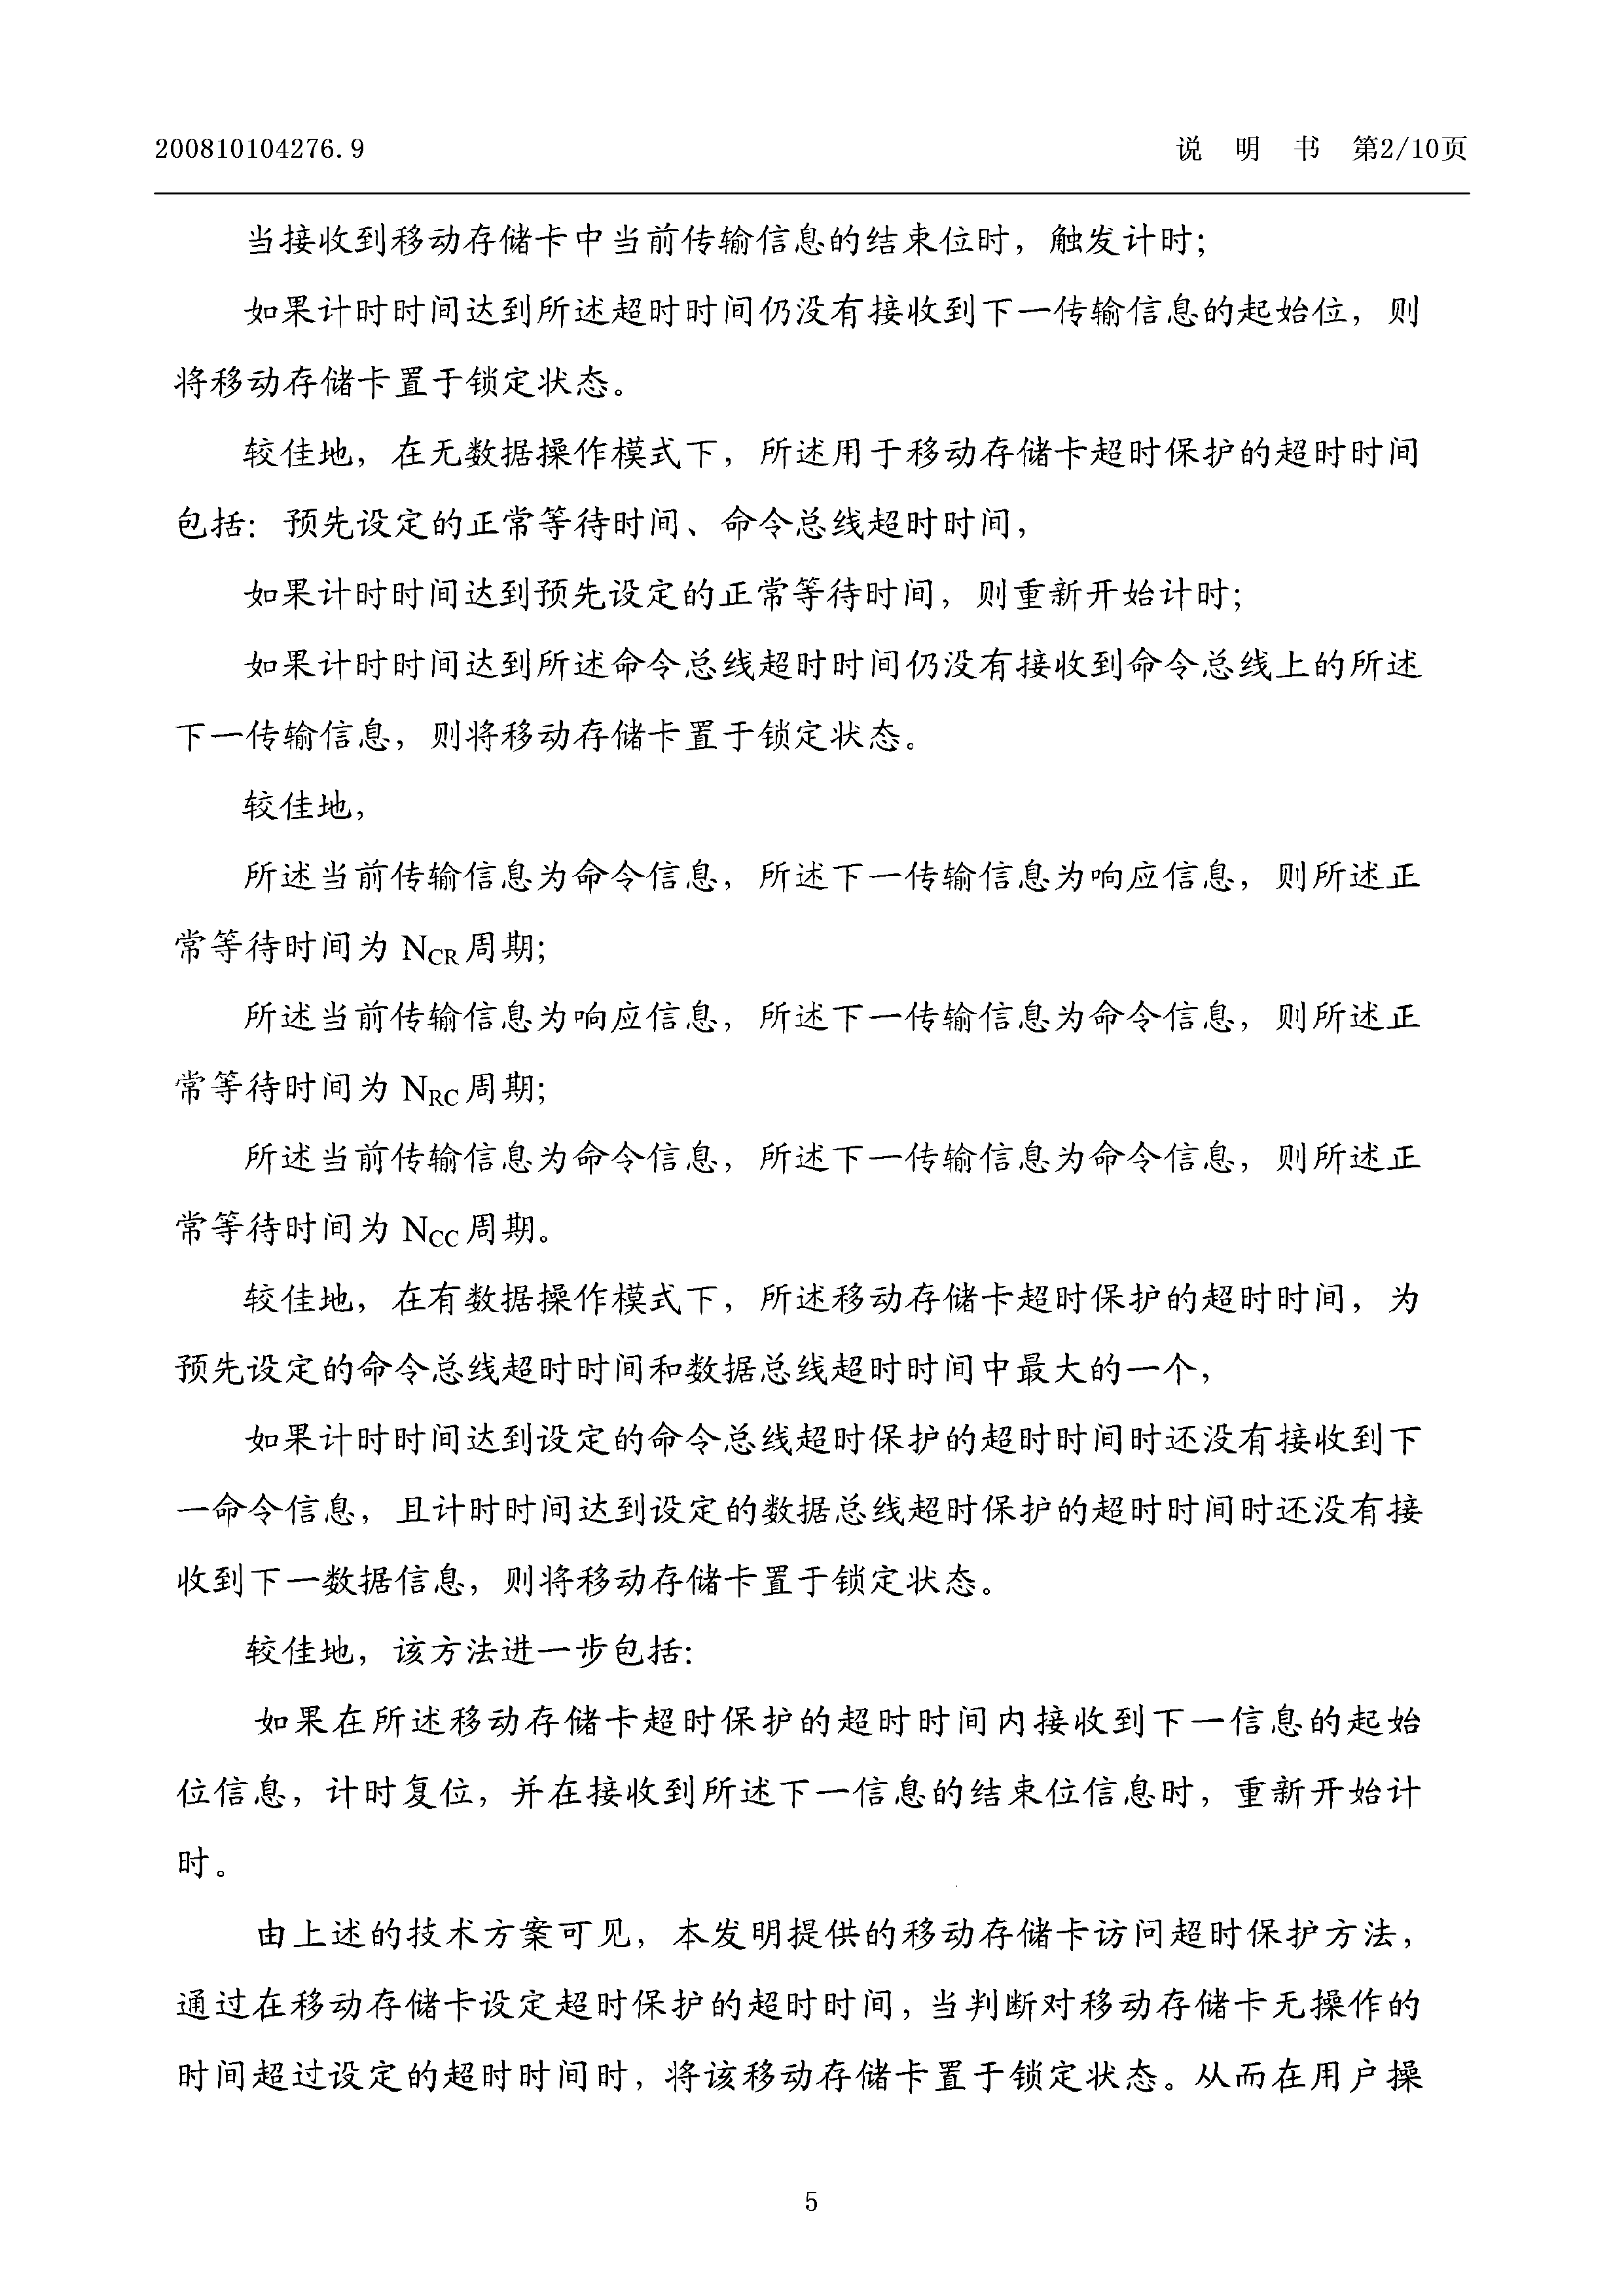 200810104276.9 说 明 书 第2/10页
当接收到移动存储卡中当前传输信息的结束位时，触发计时；
如果计时时间达到所述超时时间仍没有接收到下一传输信息的起始位，则
将移动存储卡置于锁定状态。
较佳地，在无数据操作模式下，所述用于移动存储卡超时保护的超时时间
包括：预先设定的正常等待时间、命令总线超时时间，
如果计时时间达到预先设定的正常等待时间，则重新开始计时；
如果计时时间达到所述命令总线超时时间仍没有接收到命令总线上的所述
下一传输信息，则将移动存储卡置于锁定状态。
较佳地，
所述当前传输信息为命令信息，所述下一传输信息为响应信息，则所述正
常等待时间为 NCR 周期；
所述当前传输信息为响应信息，所述下一传输信息为命令信息，则所述正
常等待时间为 NRC 周期；
所述当前传输信息为命令信息，所述下一传输信息为命令信息，则所述正
常等待时间为 NCC 周期。
较佳地，在有数据操作模式下，所述移动存储卡超时保护的超时时间，为
预先设定的命令总线超时时间和数据总线超时时间中最大的一个，
如果计时时间达到设定的命令总线超时保护的超时时间时还没有接收到下
一命令信息，且计时时间达到设定的数据总线超时保护的超时时间时还没有接
收到下一数据信息，则将移动存储卡置于锁定状态。
较佳地，该方法进一步包括：
如果在所述移动存储卡超时保护的超时时间内接收到下一信息的起始
位信息，计时复位，并在接收到所述下一信息的结束位信息时，重新开始计
时。
由上述的技术方案可见，本发明提供的移动存储卡访问超时保护方法，
通过在移动存储卡设定超时保护的超时时间，当判断对移动存储卡无操作的
时间超过设定的超时时间时，将该移动存储卡置于锁定状态。从而在用户操
5